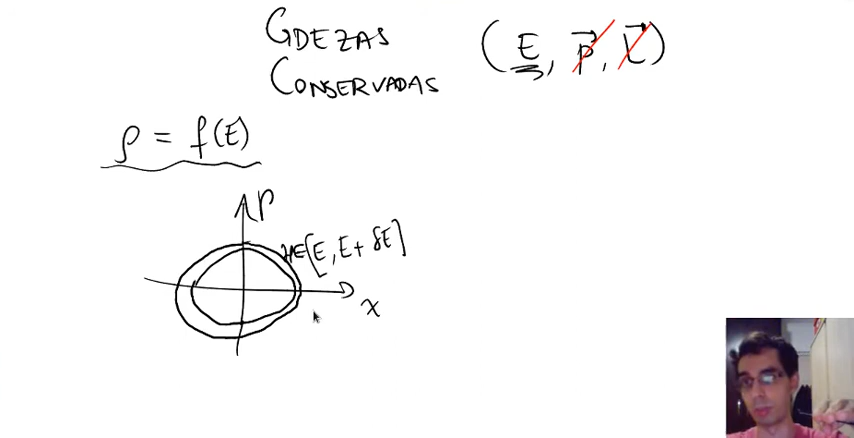 GDEZAS (E, p⃗, L⃗)
CONSERVADAS
ρ = f(E)
p
H∈[E, E+δE]
x